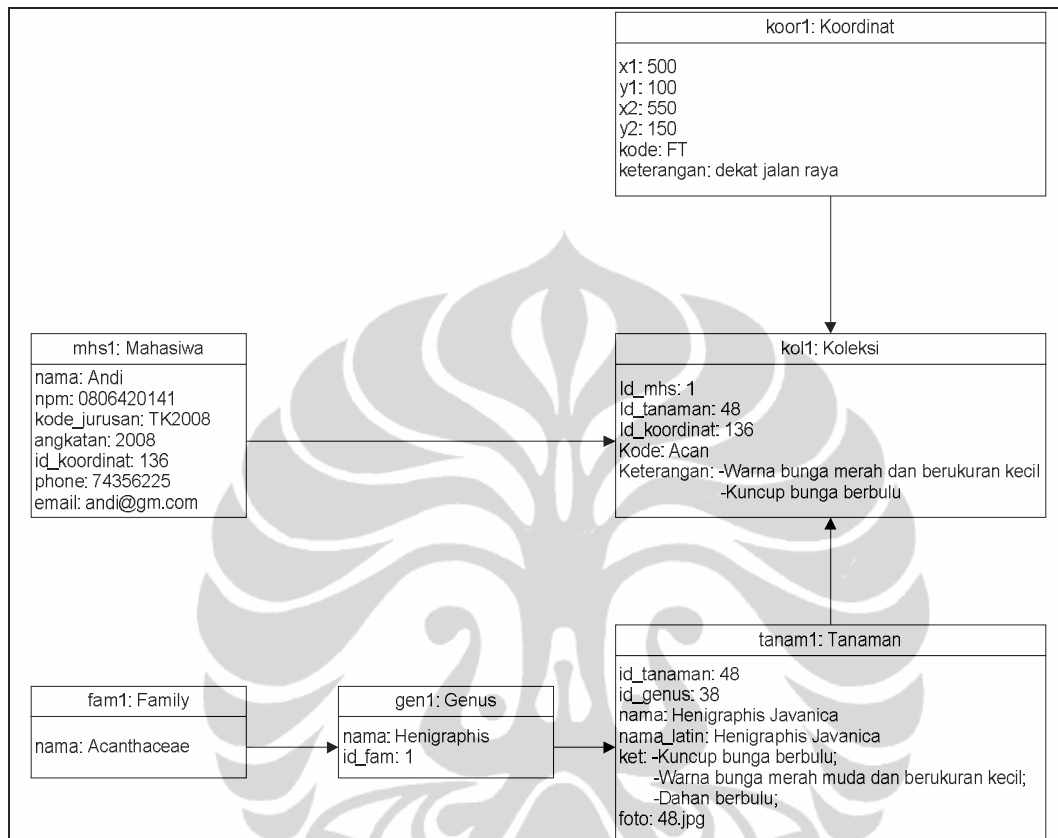 koor1: Koordinat
x1: 500
y1: 100
x2: 550
y2: 150
kode: FT
keterangan: dekat jalan raya
mhs1: Mahasiwa
nama: Andi
npm: 0806420141
kode_jurusan: TK2008
angkatan: 2008
id_koordinat: 136
phone: 74356225
email: andi@gm.com
kol1: Koleksi
Id_mhs: 1
Id_tanaman: 48
Id_koordinat: 136
Kode: Acan
Keterangan: -Warna bunga merah dan berukuran kecil
-Kuncup bunga berbulu
fam1: Family
nama: Acanthaceae
gen1: Genus
nama: Henigraphis
id_fam: 1
tanam1: Tanaman
id_tanaman: 48
id_genus: 38
nama: Henigraphis Javanica
nama_latin: Henigraphis Javanica
ket: -Kuncup bunga berbulu;
-Warna bunga merah muda dan berukuran kecil;
-Dahan berbulu;
foto: 48.jpg